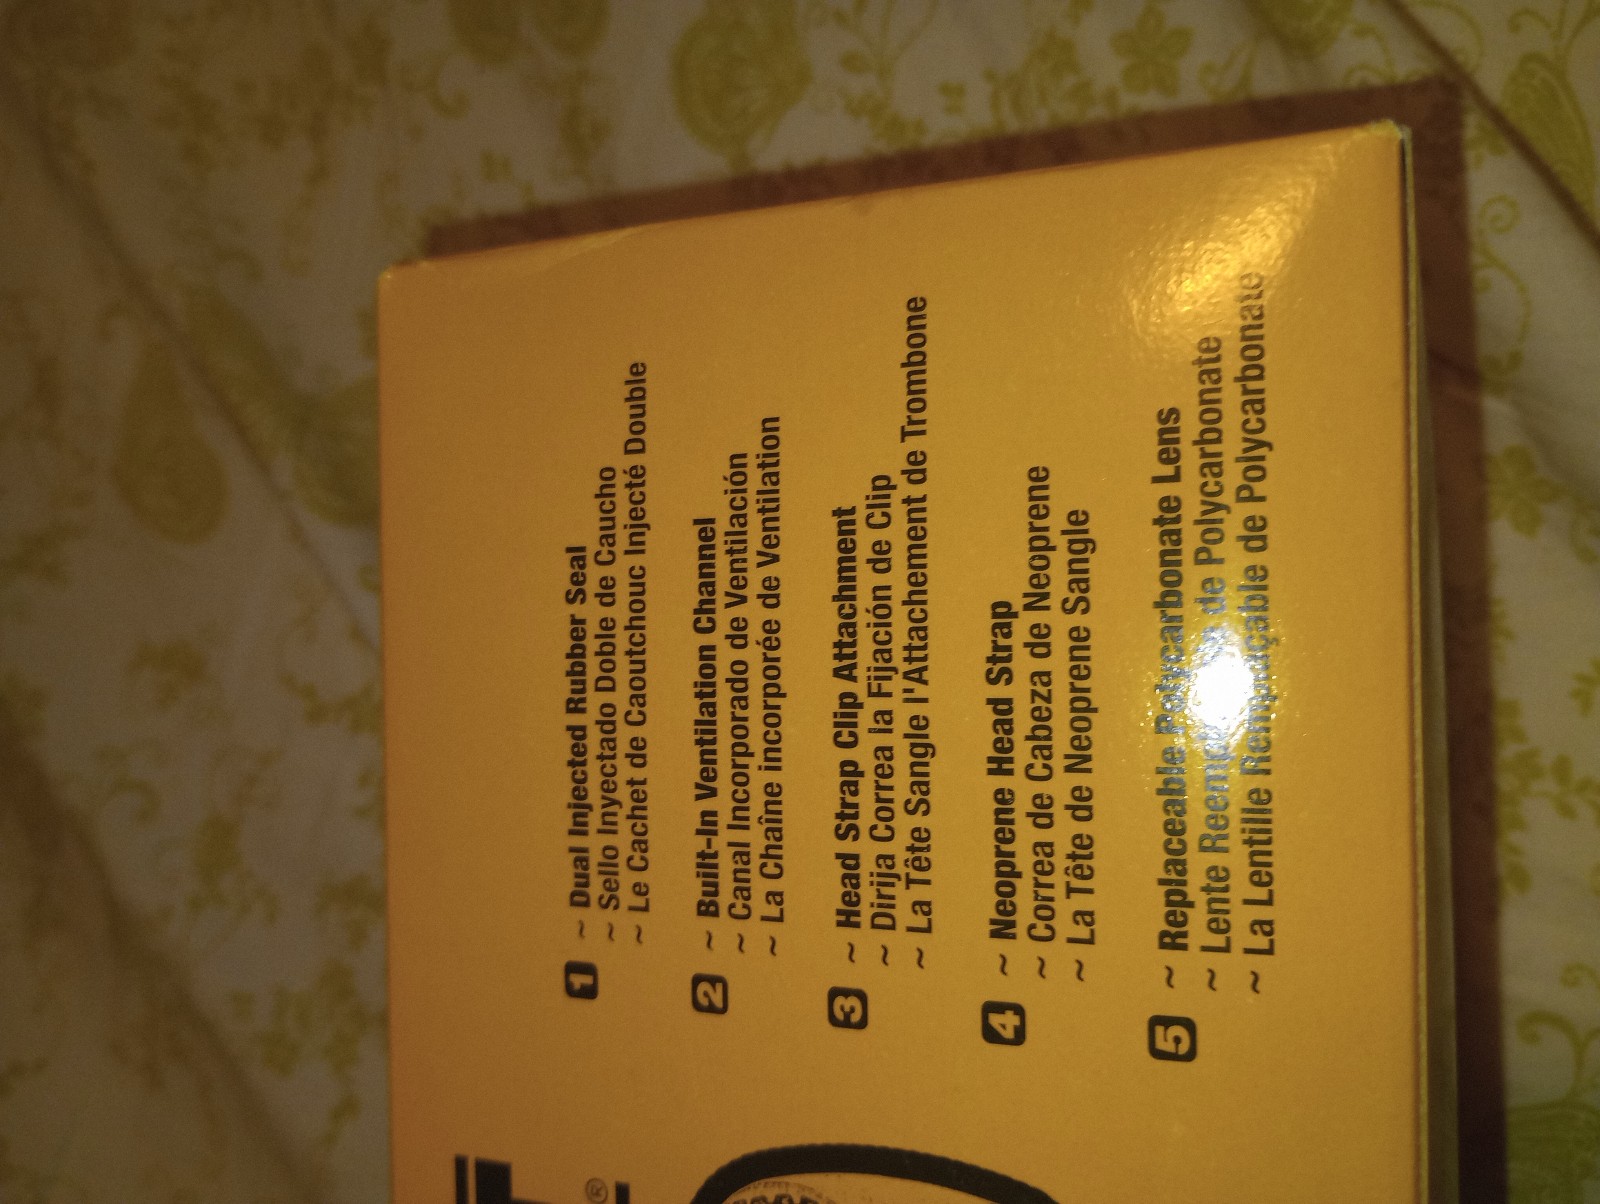 1 ~ Dual Injected Rubber Seal
~ Sello Inyectado Doble de Caucho
~ Le Cachet de Caoutchouc Injecté Double
2 ~ Built-In Ventilation Channel
~ Canal Incorporado de Ventilación
~ La Chaîne incorporée de Ventilation
3 ~ Head Strap Clip Attachment
~ Dirija Correa la Fijación de Clip
~ La Tête Sangle l'Attachement de Trombone
4 ~ Neoprene Head Strap
~ Correa de Cabeza de Neoprene
~ La Tête de Neoprene Sangle
5 ~ Replaceable Polycarbonate Lens
~ Lente de Polycarbonate
~ La Lentille Remplaçable de Polycarbonate